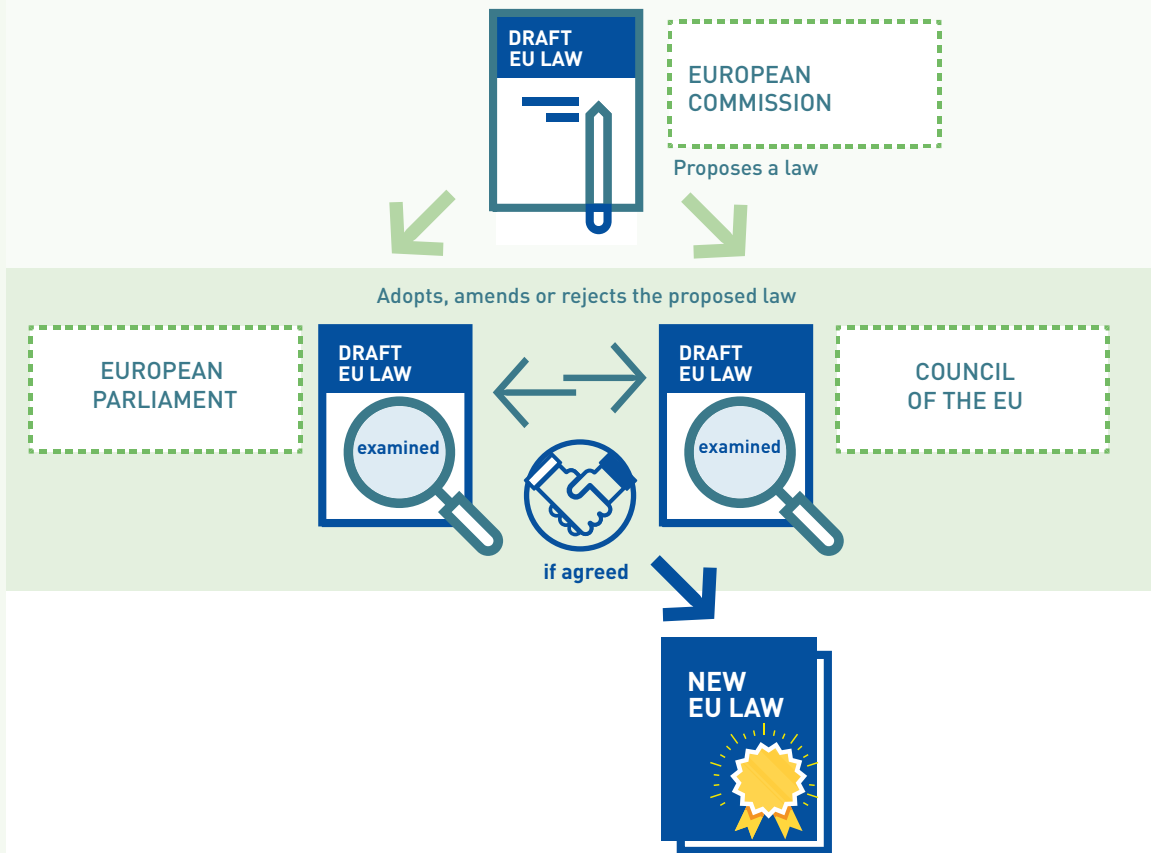 DRAFT
EU LAW
EUROPEAN
COMMISSION
Proposes a law
Adopts, amends or rejects the proposed law
EUROPEAN
PARLIAMENT
DRAFT
EU LAW
examined
DRAFT
EU LAW
examined
COUNCIL
OF THE EU
if agreed
NEW
EU LAW